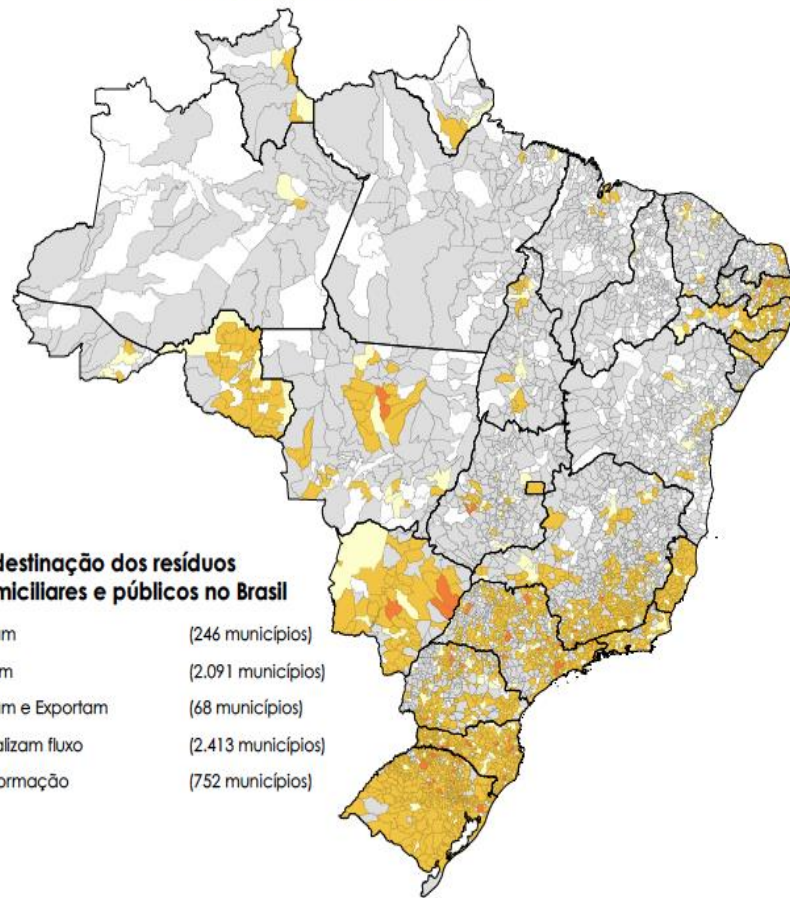 destinação dos resíduos
miciliares e públicos no Brasil
am (246 municípios)
m (2.091 municípios)
m e Exportam (68 municípios)
alizam fluxo (2.413 municípios)
ormação (752 municípios)